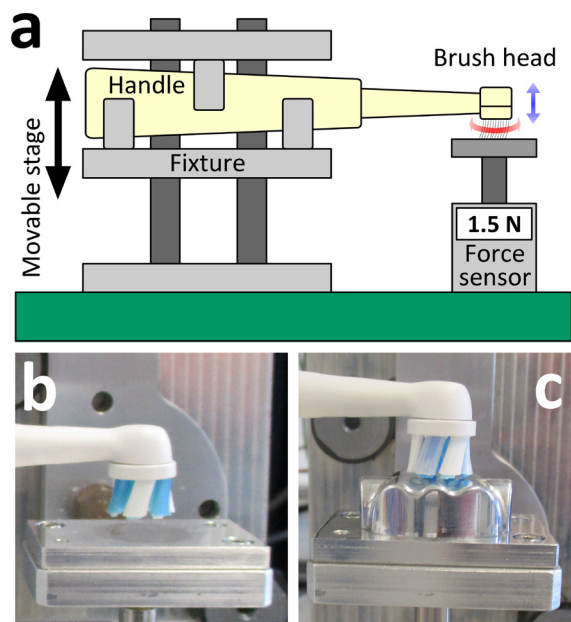 a
Brush head
Handle
Movable stage
Fixture
1.5 N
Force
sensor
b
c